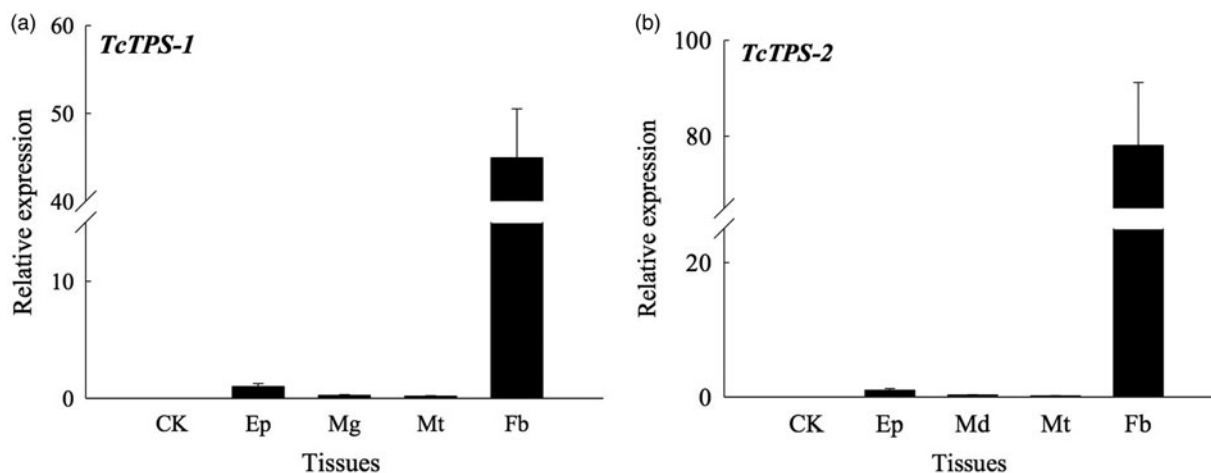 (a)
TcTPS-1
60
50
40
10
0
Relative expression
CK Ep Mg Mt Fb
Tissues
(b)
TcTPS-2
100
80
20
0
Relative expression
CK Ep Md Mt Fb
Tissues